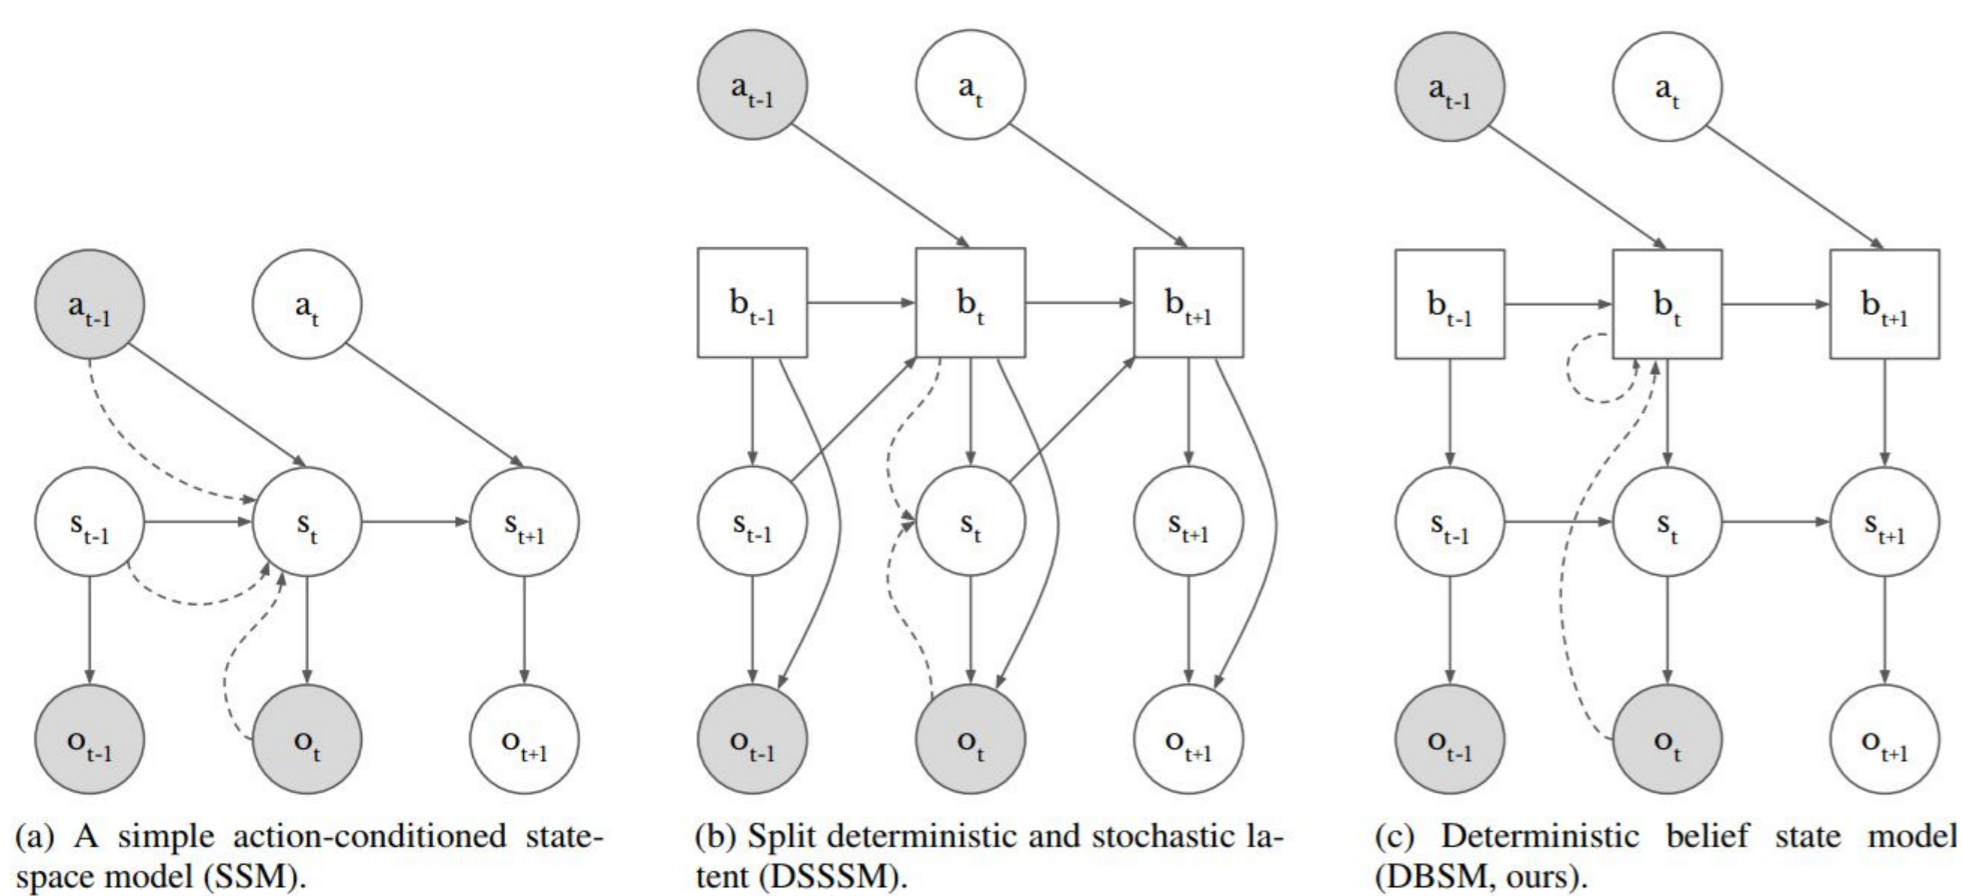 a_{t-1} a_t
s_{t-1} s_t s_{t+1}
o_{t-1} o_t o_{t+1}
(a) A simple action-conditioned state-
space model (SSM).
a_{t-1} a_t
b_{t-1} b_t b_{t+1}
s_{t-1} s_t s_{t+1}
o_{t-1} o_t o_{t+1}
(b) Split deterministic and stochastic la-
tent (DSSSM).
a_{t-1} a_t
b_{t-1} b_t b_{t+1}
s_{t-1} s_t s_{t+1}
o_{t-1} o_t o_{t+1}
(c) Deterministic belief state model
(DBSM, ours).